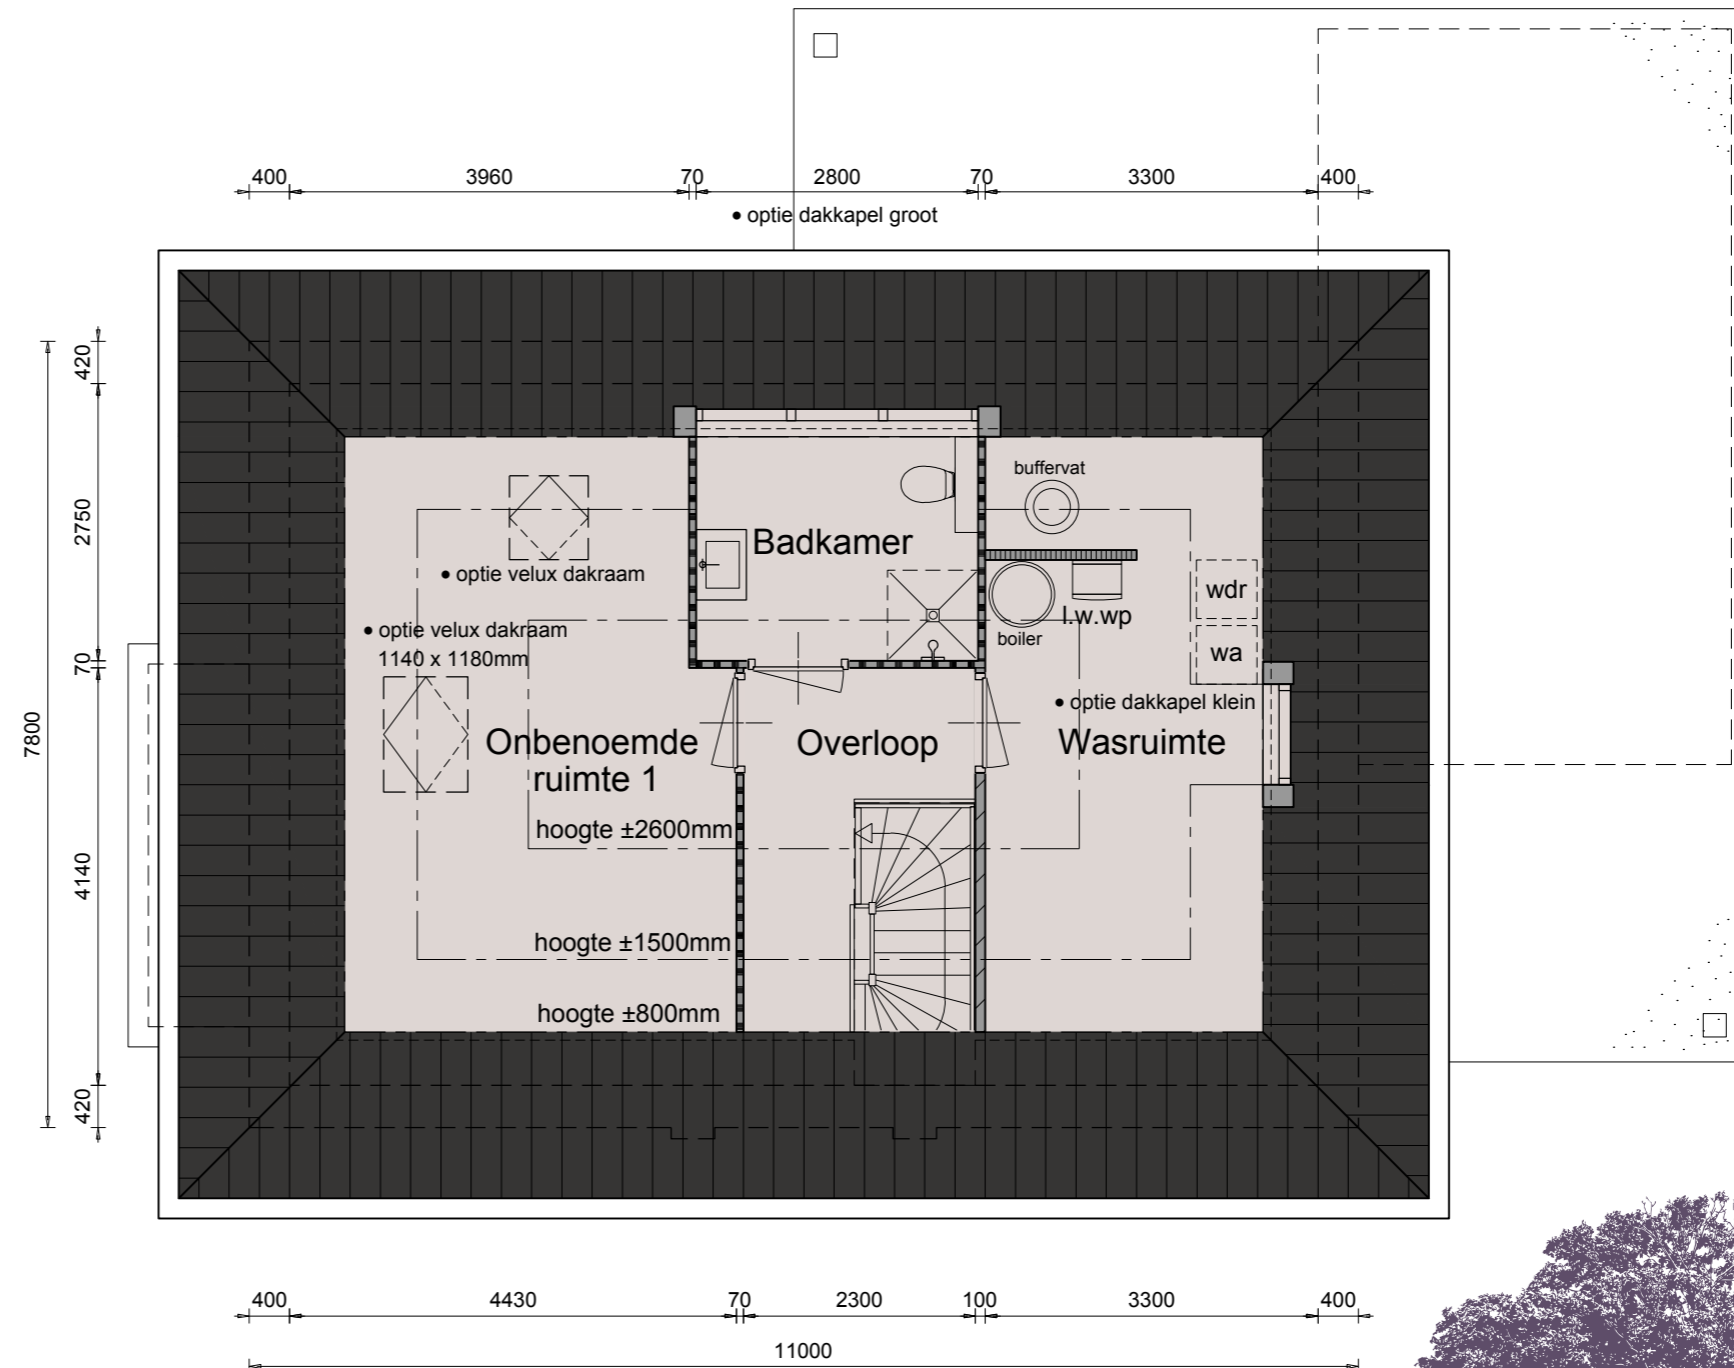 400 3960 70 2800 70 3300 400
• optie dakkapel groot
420
2750
70
4140
420
7800
buffervat
Badkamer
• optie velux dakraam
wdr
l.w.wp
boiler
• optie velux dakraam
1140 x 1180mm
wa
• optie dakkapel klein
Onbenoemde
ruimte 1
Overloop
Wasruimte
hoogte ±2600mm
hoogte ±1500mm
hoogte ±800mm
400 4430 70 2300 100 3300 400
11000